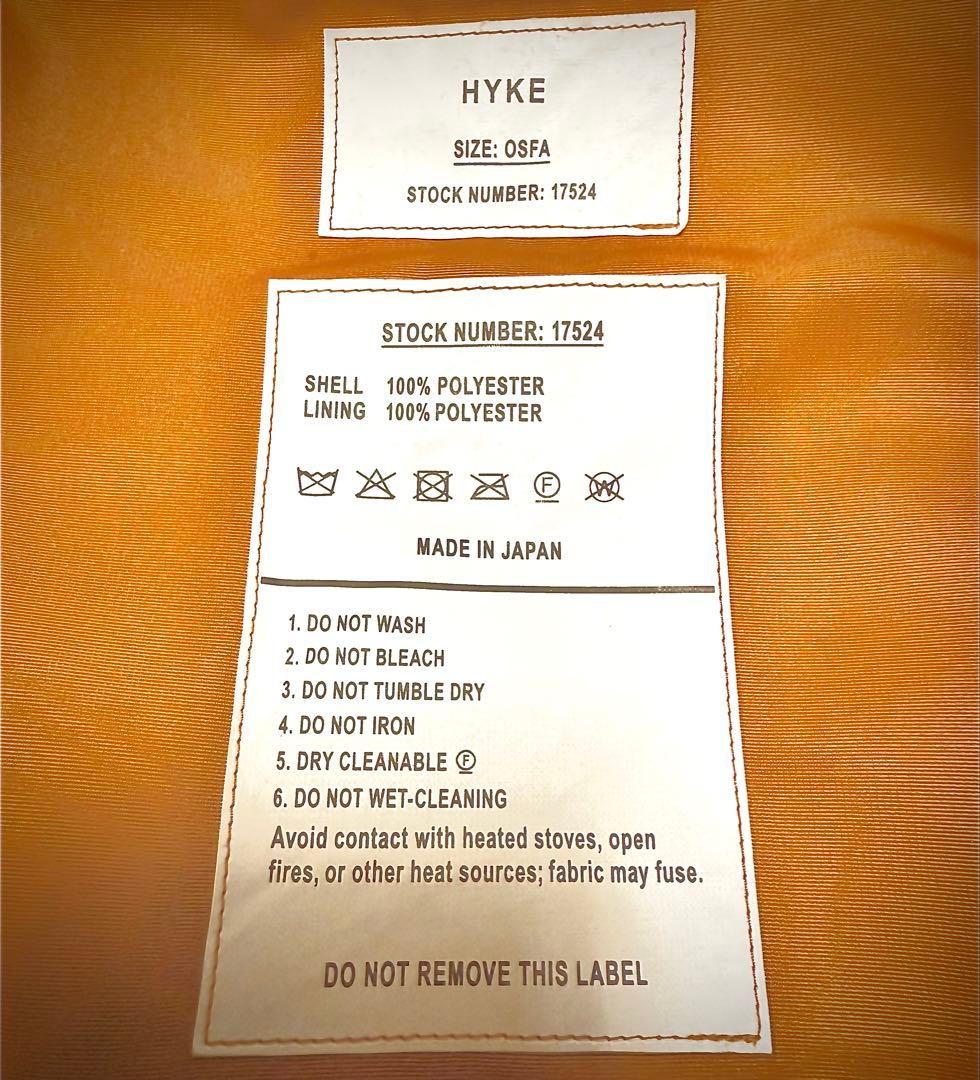 HYKE
SIZE: OSFA
STOCK NUMBER: 17524
STOCK NUMBER: 17524
SHELL 100% POLYESTER
LINING 100% POLYESTER
F W
MADE IN JAPAN
1. DO NOT WASH
2. DO NOT BLEACH
3. DO NOT TUMBLE DRY
4. DO NOT IRON
5. DRY CLEANABLE Ⓕ
6. DO NOT WET-CLEANING
Avoid contact with heated stoves, open
fires, or other heat sources; fabric may fuse.
DO NOT REMOVE THIS LABEL